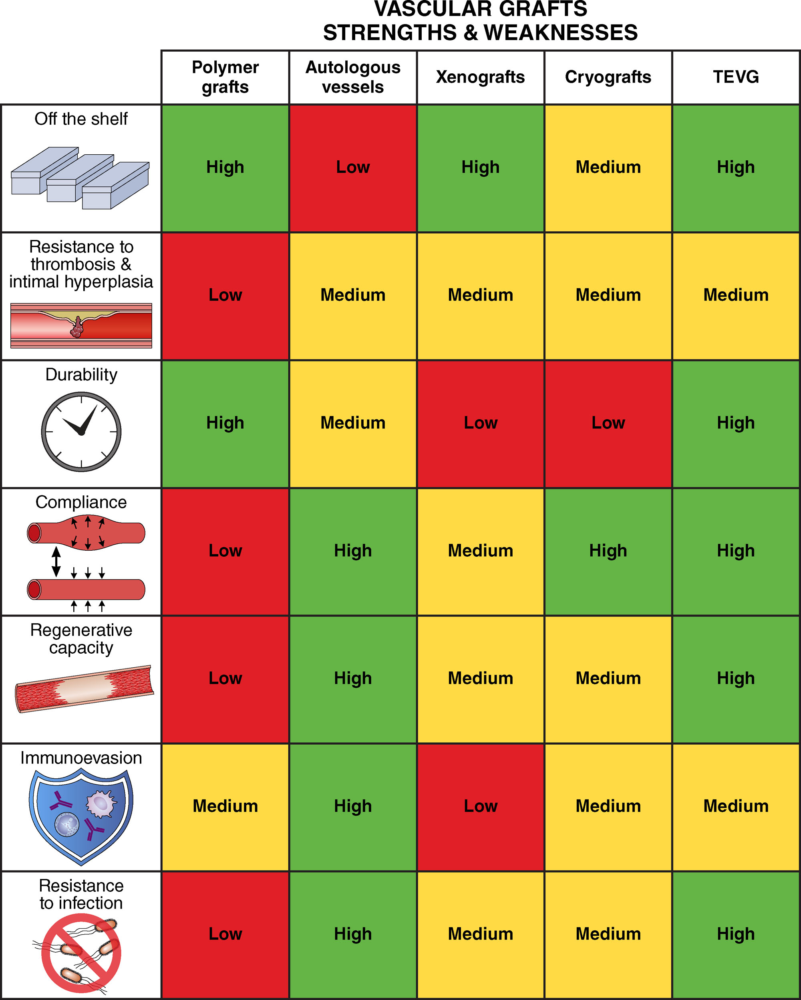 VASCULAR GRAFTS
STRENGTHS & WEAKNESSES
Polymer
grafts
Autologous
vessels
Xenografts
Cryografts
TEVG
Off the shelf
High
Low
High
Medium
High
Resistance to
thrombosis &
intimal hyperplasia
Low
Medium
Medium
Medium
Medium
Durability
High
Medium
Low
Low
High
Compliance
Low
High
Medium
High
High
Regenerative
capacity
Low
High
Medium
Medium
High
Immunoevasion
Medium
High
Low
Medium
Medium
Resistance
to infection
Low
High
Medium
Medium
High